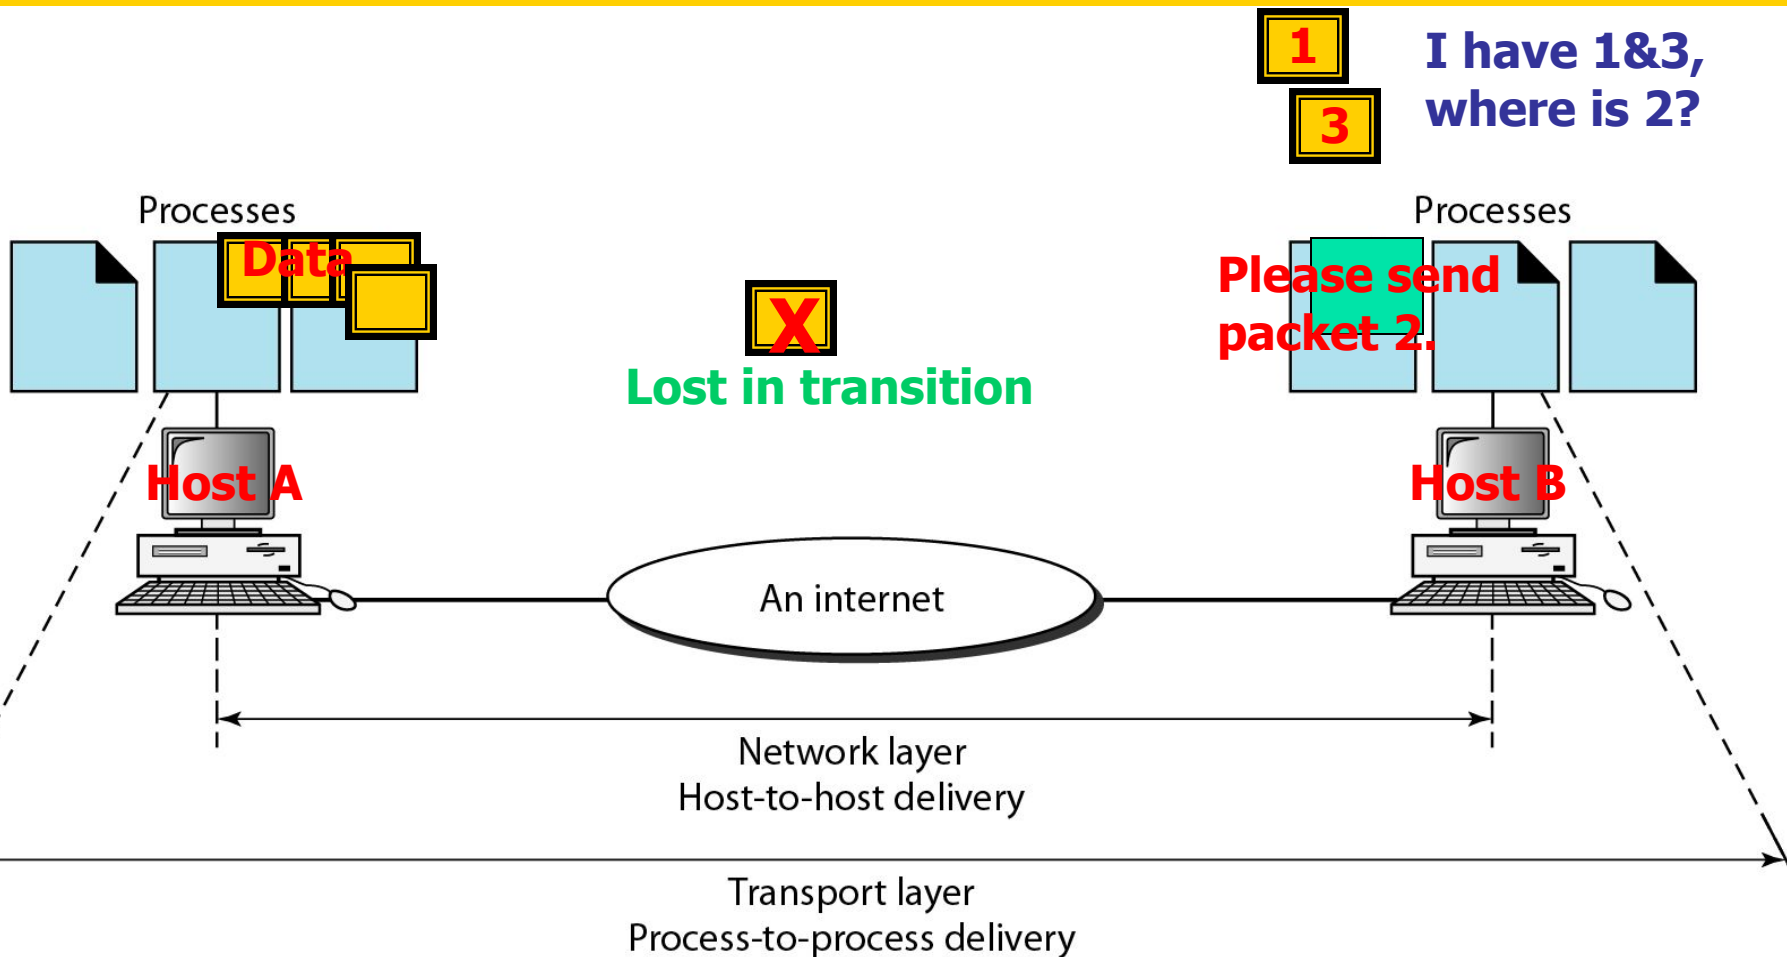 1
I have 1&3,
where is 2?
3
Processes
Processes
Data
Please send
packet 2.
X
Lost in transition
Host A
Host B
An internet
Network layer
Host-to-host delivery
Transport layer
Process-to-process delivery